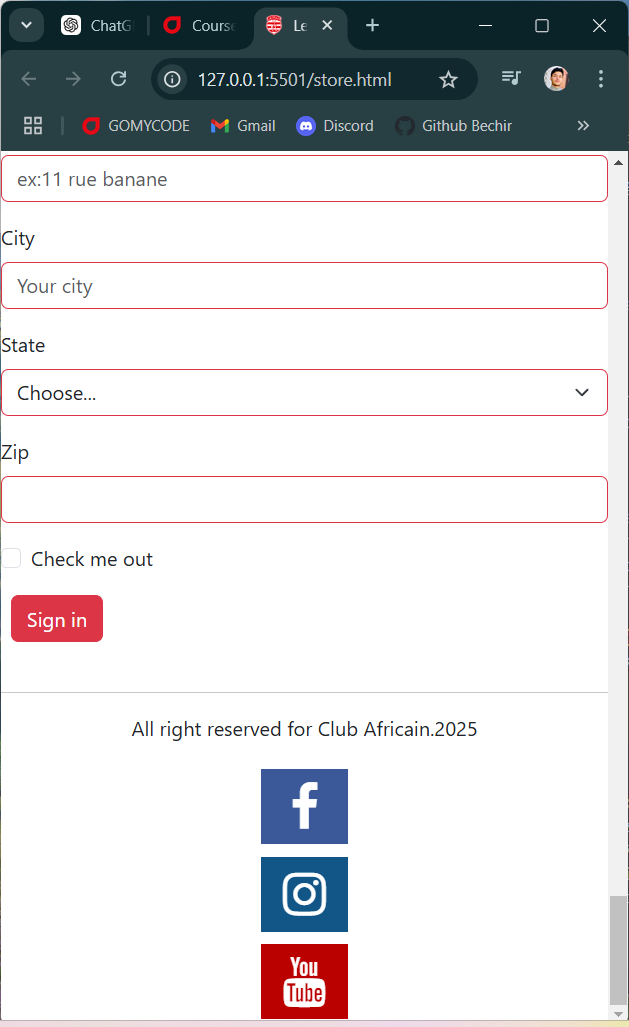 ChatG
Course
Le
127.0.0.1:5501/store.html
GOMYCODE
Gmail
Discord
Github Bechir
ex:11 rue banane
City
Your city
State
Choose...
Zip
Check me out
Sign in
All right reserved for Club Africain.2025
You
Tube